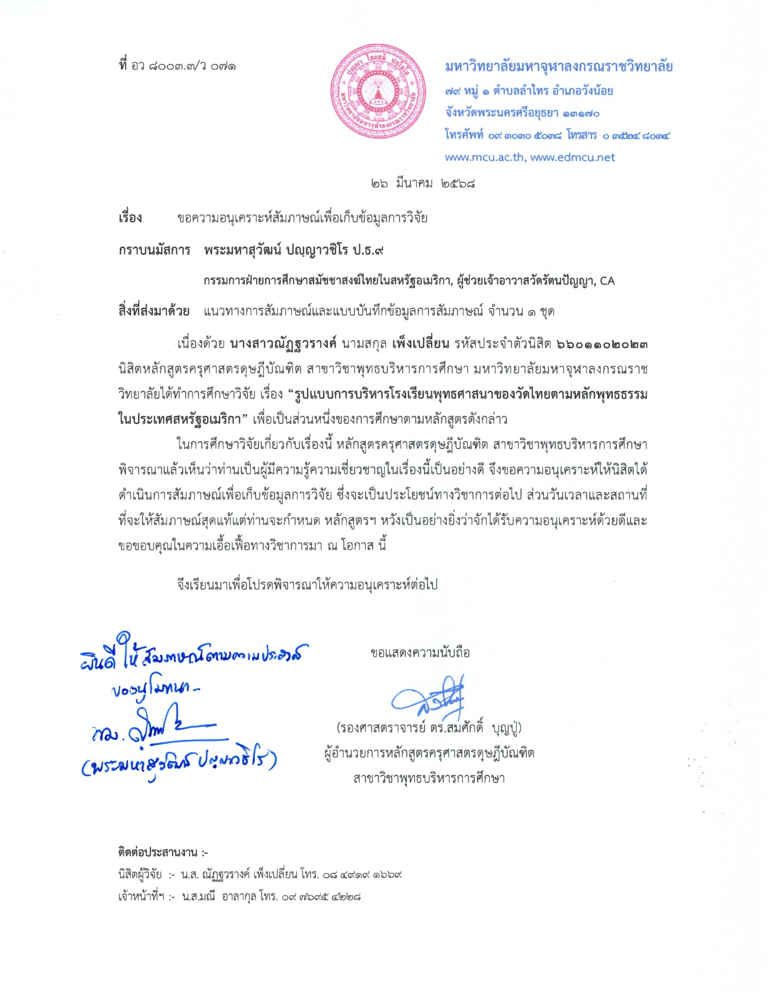 ที่ อว ๘๐๐๓.๓/ว ๐๗๑
ปญฺญา โลกสฺมิ ปชฺโชโต
มหาวิทยาลัยมหาจุฬาลงกรณราชวิทยาลัย
มหาวิทยาลัยมหาจุฬาลงกรณราชวิทยาลัย
๗๙ หมู่ ๑ ตำบลลำไทร อำเภอวังน้อย
จังหวัดพระนครศรีอยุธยา ๑๓๑๗๐
โทรศัพท์ ๐๙ ๓๐๓๐ ๕๐๓๘ โทรสาร ๐ ๓๕๒๔ ๘๐๓๔
www.mcu.ac.th, www.edmcu.net
๒๖ มีนาคม ๒๕๖๘
เรื่อง ขอความอนุเคราะห์สัมภาษณ์เพื่อเก็บข้อมูลการวิจัย
กราบนมัสการ พระมหาสุวัฒน์ ปญฺญาวชิโร ป.ธ.๙
กรรมการฝ่ายการศึกษาสมัชชาสงฆ์ไทยในสหรัฐอเมริกา, ผู้ช่วยเจ้าอาวาสวัดรัตนปัญญา, CA
สิ่งที่ส่งมาด้วย แนวทางการสัมภาษณ์และแบบบันทึกข้อมูลการสัมภาษณ์ จำนวน ๑ ชุด
เนื่องด้วย นางสาวณัฏฐวรางค์ นามสกุล เพ็งเปลี่ยน รหัสประจำตัวนิสิต ๖๖๐๑๑๐๒๐๒๓
นิสิตหลักสูตรครุศาสตรดุษฎีบัณฑิต สาขาวิชาพุทธบริหารการศึกษา มหาวิทยาลัยมหาจุฬาลงกรณราช
วิทยาลัยได้ทำการศึกษาวิจัย เรื่อง “รูปแบบการบริหารโรงเรียนพุทธศาสนาของวัดไทยตามหลักพุทธธรรม
ในประเทศสหรัฐอเมริกา” เพื่อเป็นส่วนหนึ่งของการศึกษาตามหลักสูตรดังกล่าว
ในการศึกษาวิจัยเกี่ยวกับเรื่องนี้ หลักสูตรครุศาสตรดุษฎีบัณฑิต สาขาวิชาพุทธบริหารการศึกษา
พิจารณาแล้วเห็นว่าท่านเป็นผู้มีความรู้ความเชี่ยวชาญในเรื่องนี้เป็นอย่างดี จึงขอความอนุเคราะห์ให้นิสิตได้
ดำเนินการสัมภาษณ์เพื่อเก็บข้อมูลการวิจัย ซึ่งจะเป็นประโยชน์ทางวิชาการต่อไป ส่วนวันเวลาและสถานที่
ที่จะให้สัมภาษณ์สุดแท้แต่ท่านจะกำหนด หลักสูตรฯ หวังเป็นอย่างยิ่งว่าจักได้รับความอนุเคราะห์ด้วยดีและ
ขอขอบคุณในความเอื้อเฟื้อทางวิชาการมา ณ โอกาส นี้
จึงเรียนมาเพื่อโปรดพิจารณาให้ความอนุเคราะห์ต่อไป
ยินดีให้สัมภาษณ์ตามความประสงค์
ขออนุโมทนา
(พระมหาสุวัฒน์ ปญฺญาวชิโร)
ขอแสดงความนับถือ
(รองศาสตราจารย์ ดร.สมศักดิ์ บุญปู่)
ผู้อำนวยการหลักสูตรครุศาสตรดุษฎีบัณฑิต
สาขาวิชาพุทธบริหารการศึกษา
ติดต่อประสานงาน :-
นิสิตผู้วิจัย :- น.ส. ณัฏฐวรางค์ เพ็งเปลี่ยน โทร. ๐๘ ๔๙๑๙ ๑๖๖๙
เจ้าหน้าที่ฯ :- น.ส.มณี อาลากุล โทร. ๐๙ ๗๖๙๕ ๔๒๒๘